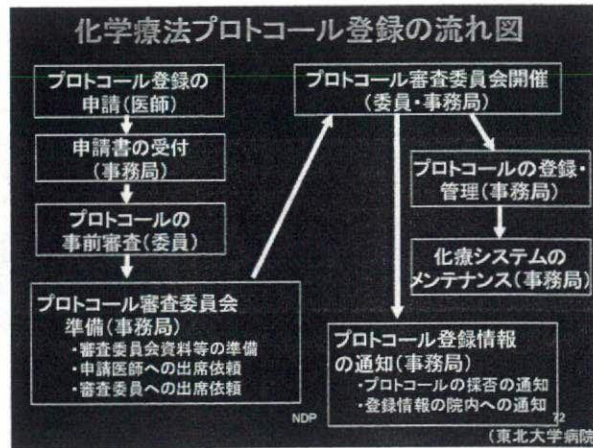 化学療法プロトコール登録の流れ図
プロトコール登録の
申請(医師)
申請書の受付
(事務局)
プロトコールの
事前審査(委員)
プロトコール審査委員会
準備(事務局)
・審査委員会資料等の準備
・申請医師への出席依頼
・審査委員への出席依頼
プロトコール審査委員会開催
(委員・事務局)
プロトコールの登録・
管理(事務局)
化療システムの
メンテナンス(事務局)
プロトコール登録情報
の通知(事務局)
・プロトコールの採否の通知
・登録情報の院内への通知
NDP
72
(東北大学病院